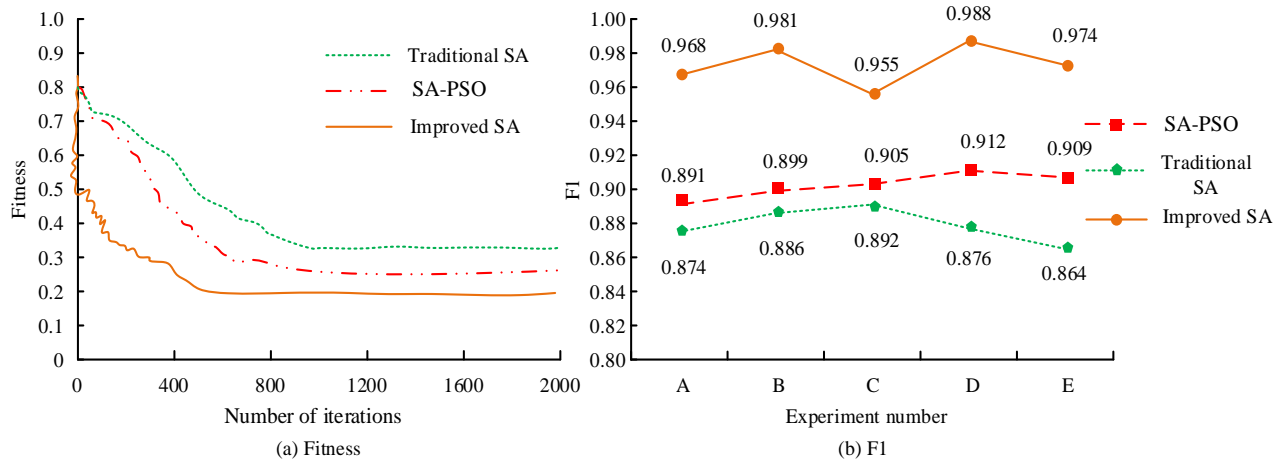 1.0
0.9
0.8
0.7
0.6
0.5
0.4
0.3
0.2
0.1
0
Fitness
Traditional SA
SA-PSO
Improved SA
0
400
800
1200
1600
2000
Number of iterations
(a) Fitness
1.00
0.98
0.96
0.94
0.92
0.90
0.88
0.86
0.84
0.82
0.80
F1
0.968
0.981
0.955
0.988
0.974
0.891
0.899
0.905
0.912
0.909
0.874
0.886
0.892
0.876
0.864
SA-PSO
Traditional
SA
Improved SA
A
B
C
D
E
Experiment number
(b) F1